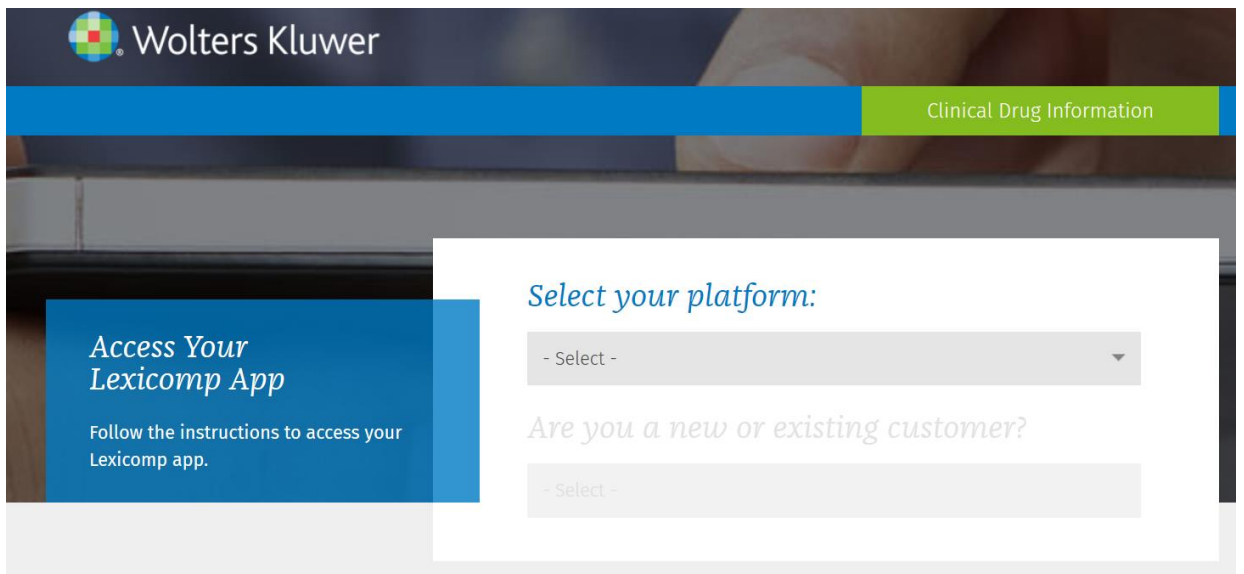 Wolters Kluwer
Clinical Drug Information
Access Your
Lexicomp App
Follow the instructions to access your
Lexicomp app.
Select your platform:
- Select -
Are you a new or existing customer?
- Select -